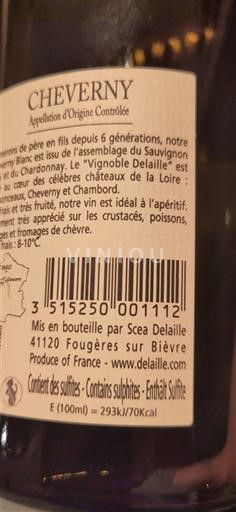 CHEVERNY
Appellation d'Origine Contrôlée
de père en fils depuis 6 générations, notre
Blanc est issu de l'assemblage du Sauvignon
et du Chardonnay. Le "Vignoble Delaille" est
au cœur des célèbres châteaux de la Loire :
Cheverny et Chambord.
et très fruité, notre vin est idéal à l'apéritif.
très apprécié sur les crustacés, poissons,
et fromages de chèvre.
frais : 8-10°C.
VINIOU
3 515250 001112
Mis en bouteille par Scea Delaille
41120 Fougères sur Bièvre
Produce of France - www.delaille.com
Contient des sulfites - Contains sulphites - Enthält Sulfite
E (100ml) = 293kJ/70Kcal